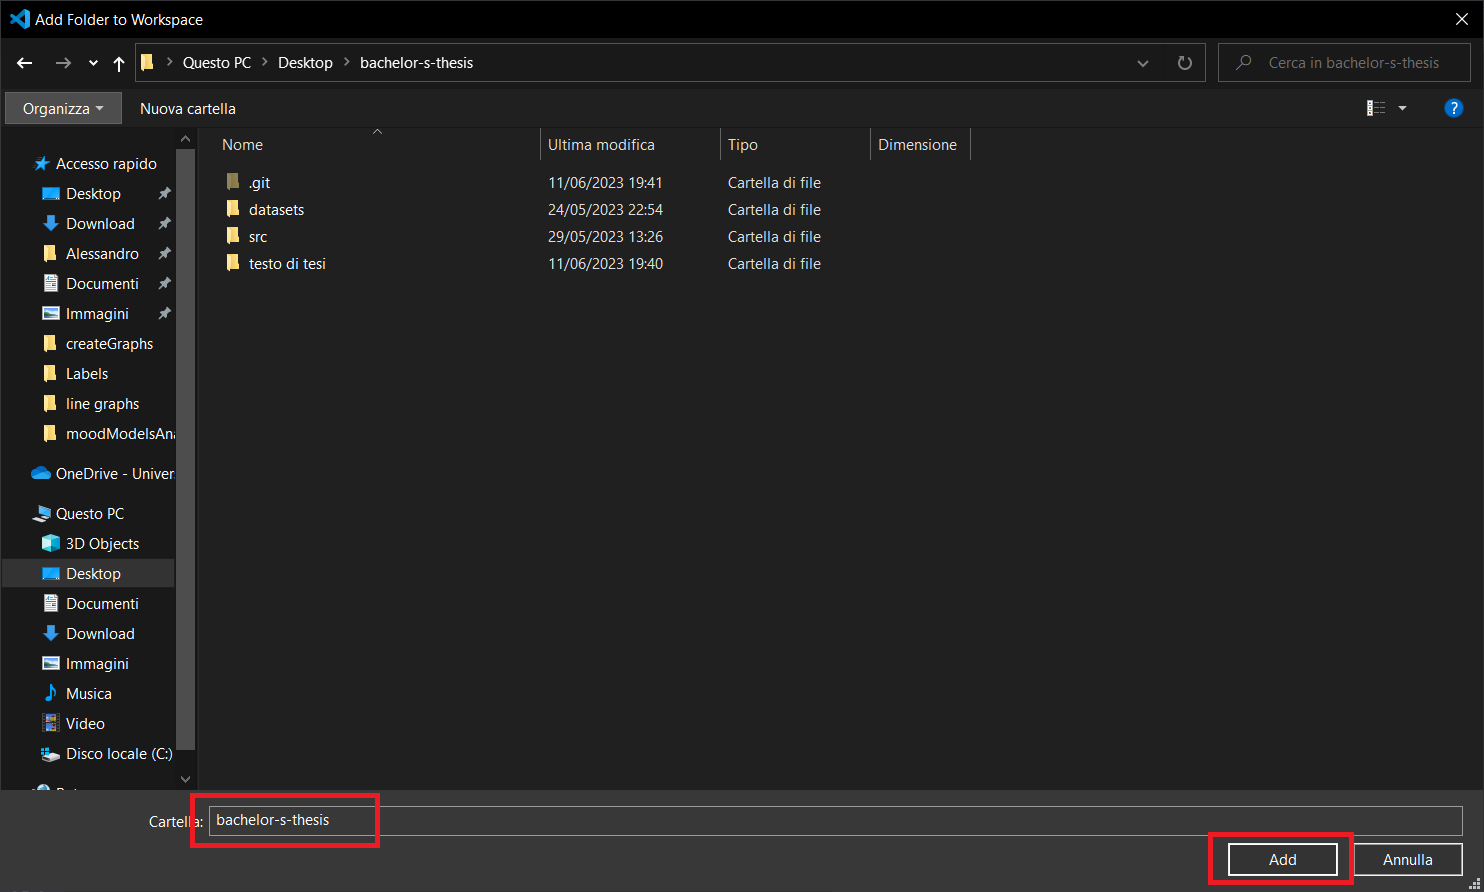 Add Folder to Workspace
Questo PC > Desktop > bachelor-s-thesis
Cerca in bachelor-s-thesis
Organizza
Nuova cartella
?
Nome Ultima modifica Tipo Dimensione
.git 11/06/2023 19:41 Cartella di file
datasets 24/05/2023 22:54 Cartella di file
src 29/05/2023 13:26 Cartella di file
testo di tesi 11/06/2023 19:40 Cartella di file
Accesso rapido
Desktop
Download
Alessandro
Documenti
Immagini
createGraphs
Labels
line graphs
moodModelsAna
OneDrive - Univer
Questo PC
3D Objects
Desktop
Documenti
Download
Immagini
Musica
Video
Disco locale (C:)
Cartella: bachelor-s-thesis
Add Annulla